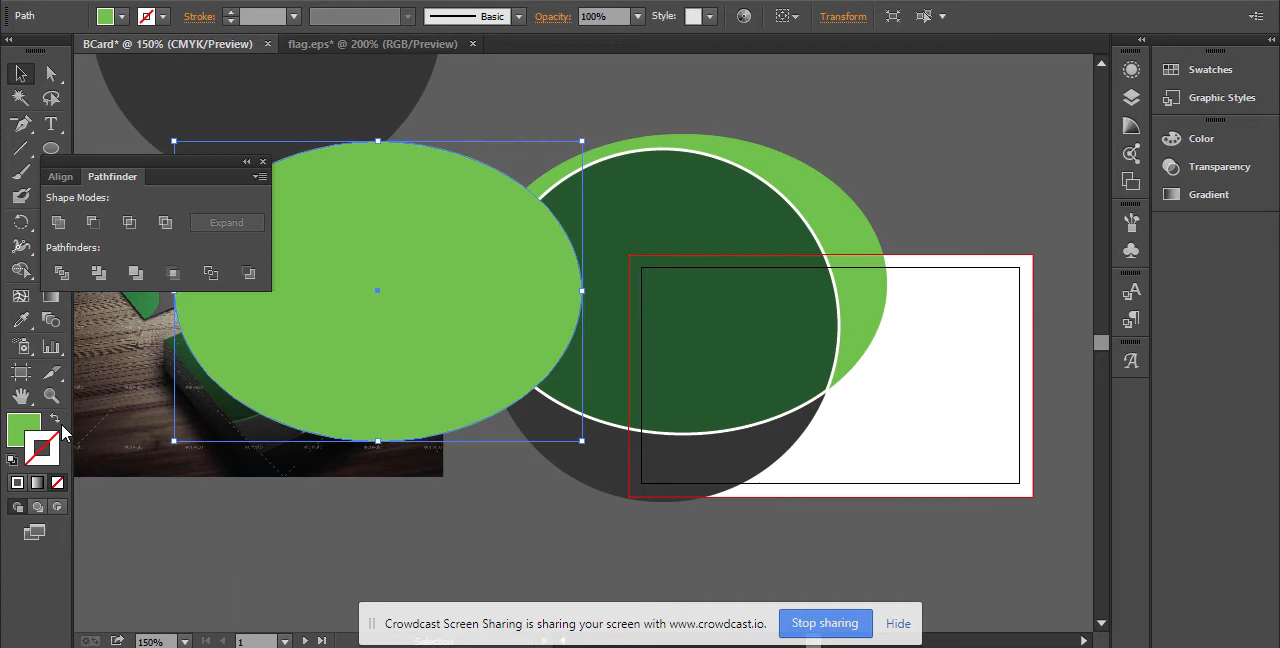 Path
Stroke:
Basic
Opacity:
100%
Style:
Transform
BCard* @ 150% (CMYK/Preview)
flag.eps* @ 200% (RGB/Preview)
Align
Pathfinder
Shape Modes:
Expand
Pathfinders:
Swatches
Graphic Styles
Color
Transparency
Gradient
Crowdcast Screen Sharing is sharing your screen with www.crowdcast.io.
Stop sharing
Hide
150%
1
Selection